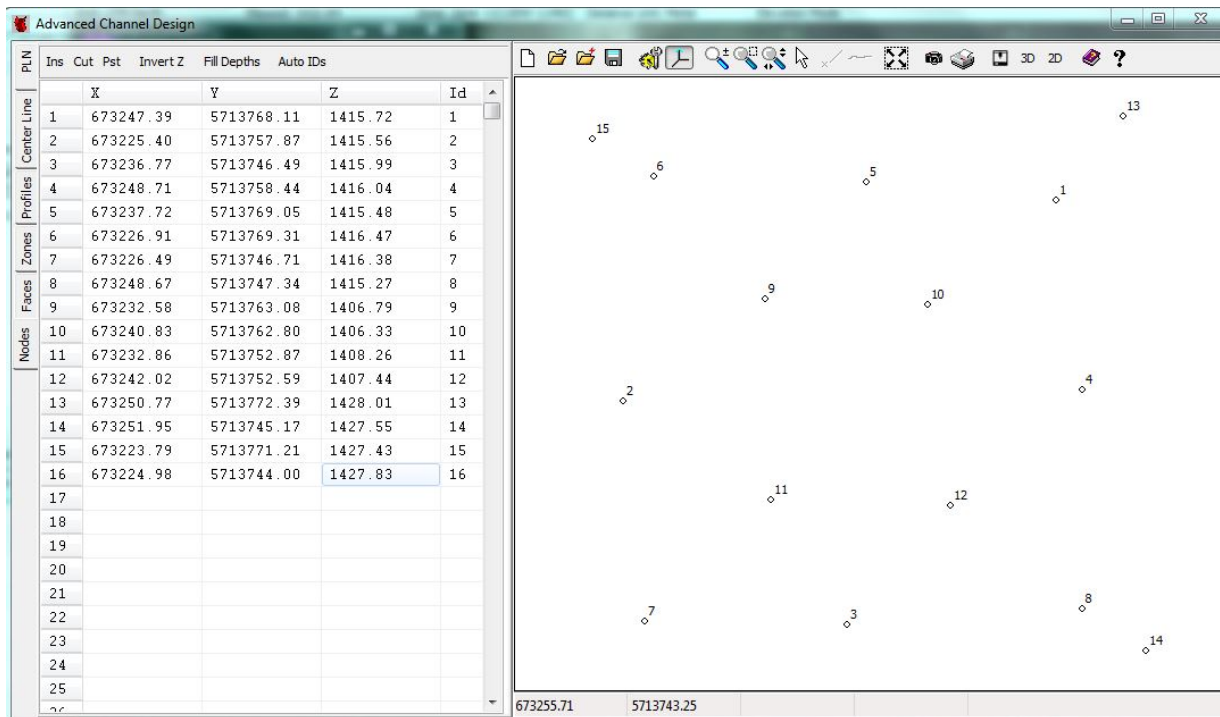 Advanced Channel Design
Ins Cut Pst Invert Z Fill Depths Auto IDs
3D 2D ?
PLN
Center Line
Profiles
Zones
Faces
Nodes
X Y Z Id
1 673247.39 5713768.11 1415.72 1
2 673225.40 5713757.87 1415.56 2
3 673236.77 5713746.49 1415.99 3
4 673248.71 5713758.44 1416.04 4
5 673237.72 5713769.05 1415.48 5
6 673226.91 5713769.31 1416.47 6
7 673226.49 5713746.71 1416.38 7
8 673248.67 5713747.34 1415.27 8
9 673232.58 5713763.08 1406.79 9
10 673240.83 5713762.80 1406.33 10
11 673232.86 5713752.87 1408.26 11
12 673242.02 5713752.59 1407.44 12
13 673250.77 5713772.39 1428.01 13
14 673251.95 5713745.17 1427.55 14
15 673223.79 5713771.21 1427.43 15
16 673224.98 5713744.00 1427.83 16
17
18
19
20
21
22
23
24
25
13
15
6
5
1
9
10
4
2
11
12
8
7
3
14
673255.71 5713743.25